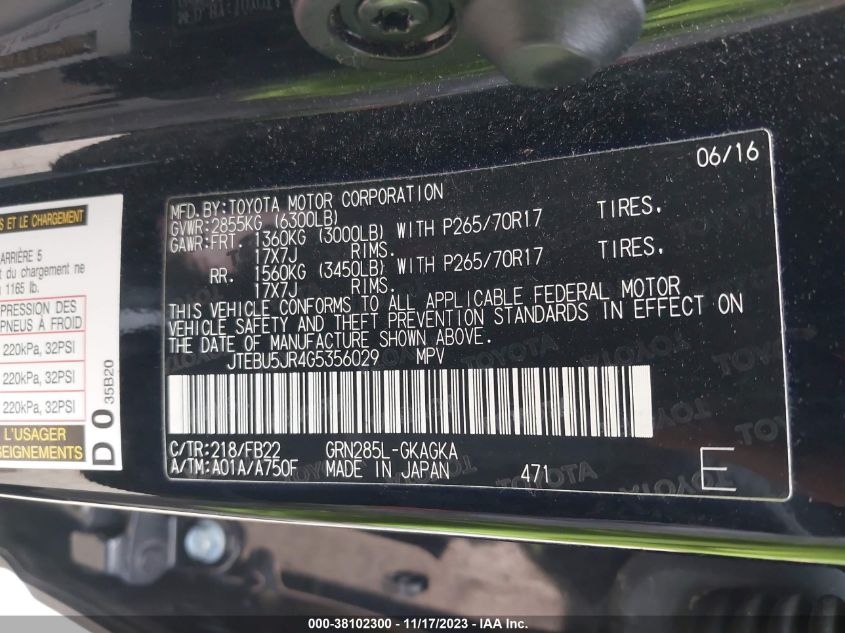 S ET LE CHARGEMENT
ARRIÈRE 5
t du chargement ne
1165 lb.
PRESSION DES
PNEUS À FROID
220kPa, 32PSI
220kPa, 32PSI
220kPa, 32PSI
L'USAGER
SEIGNEMENTS
D 0 35B20
06/16
MFD.BY:TOYOTA MOTOR CORPORATION
GVWR:2855KG (6300LB)
GAWR:FRT. 1360KG (3000LB) WITH P265/70R17 TIRES,
17X7J RIMS.
RR. 1560KG (3450LB) WITH P265/70R17 TIRES,
17X7J RIMS.
THIS VEHICLE CONFORMS TO ALL APPLICABLE FEDERAL MOTOR
VEHICLE SAFETY AND THEFT PREVENTION STANDARDS IN EFFECT ON
THE DATE OF MANUFACTURE SHOWN ABOVE.
JTEBU5JR4G5356029 MPV
C/TR:218/FB22 GRN285L-GKAGKA
A/TM:A01A/A750F MADE IN JAPAN 471
E
000-38102300 - 11/17/2023 - IAA Inc.